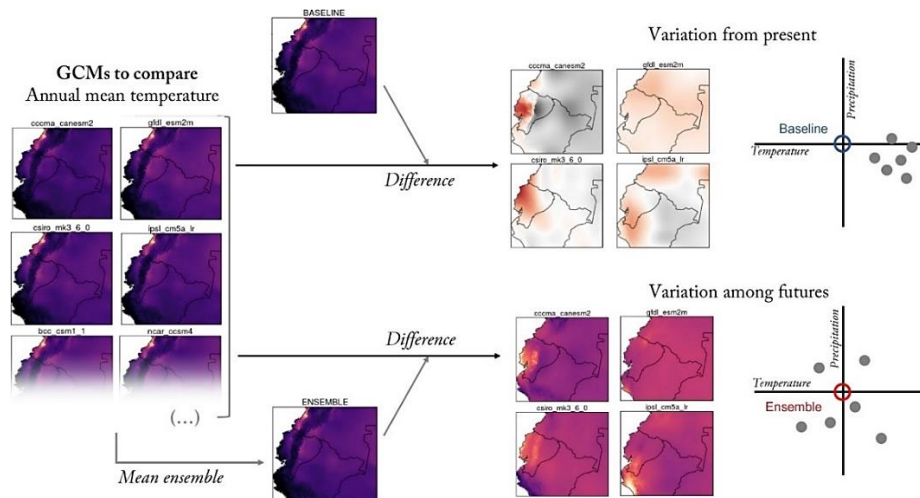 GCMs to compare
Annual mean temperature
cccma_canesm2
gfdl_esm2m
csiro_mk3_6_0
ipsl_cm5a_lr
bcc_csm1_1
ncar_ccsm4
(...)
Mean ensemble
BASELINE
ENSEMBLE
Difference
Difference
Variation from present
cccma_canesm2
gfdl_esm2m
csiro_mk3_6_0
ipsl_cm5a_lr
Precipitation
Baseline
Temperature
Variation among futures
cccma_canesm2
gfdl_esm2m
csiro_mk3_6_0
ipsl_cm5a_lr
Precipitation
Temperature
Ensemble